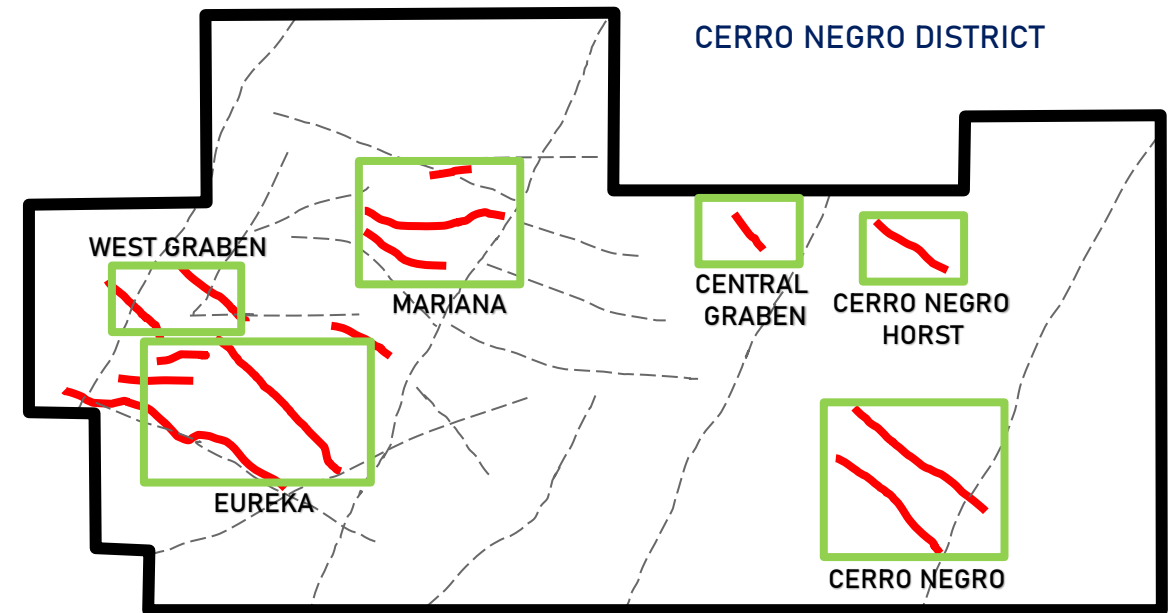 CERRO NEGRO DISTRICT
WEST GRABEN
MARIANA
CENTRAL
GRABEN
CERRO NEGRO
HORST
EUREKA
CERRO NEGRO